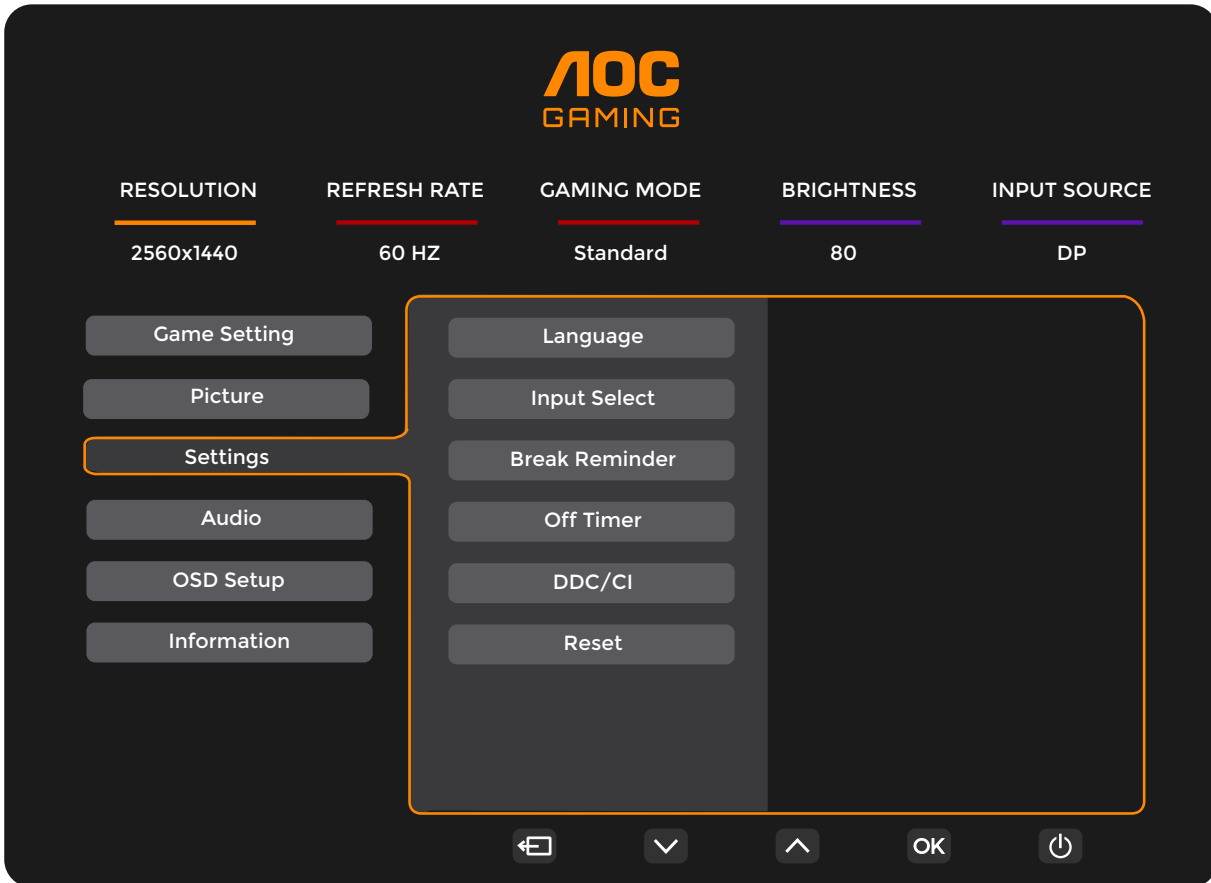 AOC
GAMING
RESOLUTION REFRESH RATE GAMING MODE BRIGHTNESS INPUT SOURCE
2560x1440 60 HZ Standard 80 DP
Game Setting Language
Picture Input Select
Settings Break Reminder
Audio Off Timer
OSD Setup DDC/CI
Information Reset
OK